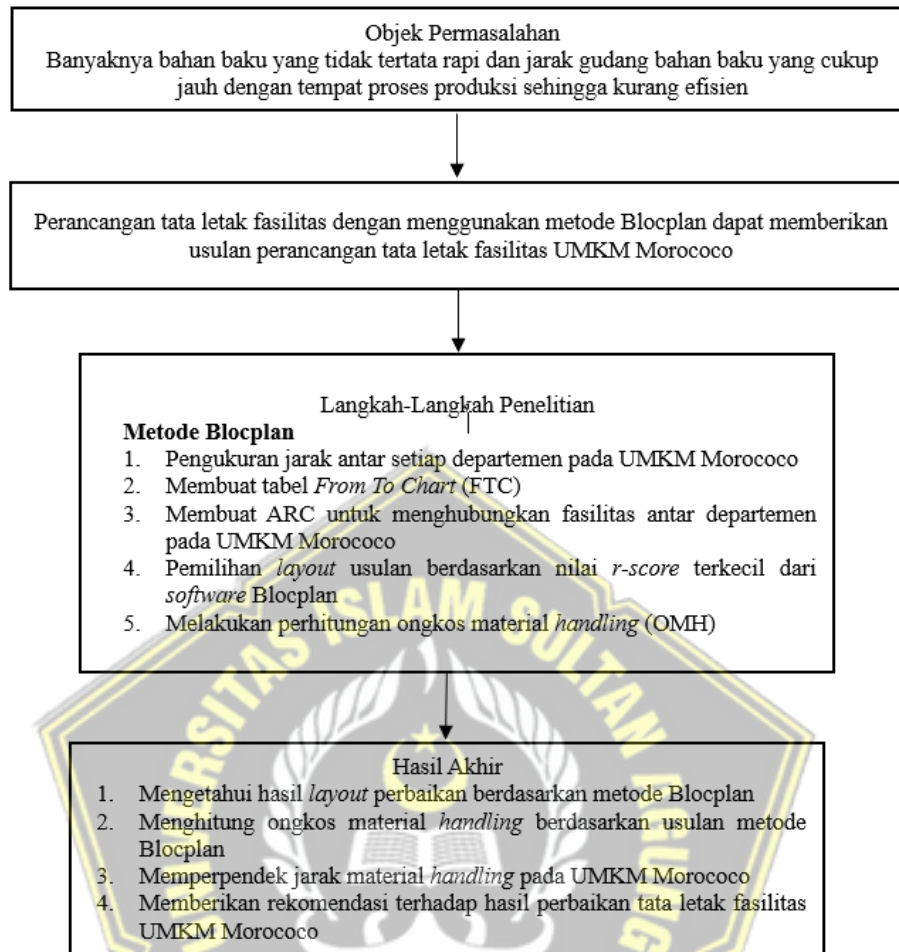 Objek Permasalahan
Banyaknya bahan baku yang tidak tertata rapi dan jarak gudang bahan baku yang cukup
jauh dengan tempat proses produksi sehingga kurang efisien
Perancangan tata letak fasilitas dengan menggunakan metode Blocplan dapat memberikan
usulan perancangan tata letak fasilitas UMKM Morococo
Langkah-Langkah Penelitian
Metode Blocplan
1. Pengukuran jarak antar setiap departemen pada UMKM Morococo
2. Membuat tabel From To Chart (FTC)
3. Membuat ARC untuk menghubungkan fasilitas antar departemen
pada UMKM Morococo
4. Pemilihan layout usulan berdasarkan nilai r-score terkecil dari
software Blocplan
5. Melakukan perhitungan ongkos material handling (OMH)
Hasil Akhir
1. Mengetahui hasil layout perbaikan berdasarkan metode Blocplan
2. Menghitung ongkos material handling berdasarkan usulan metode
Blocplan
3. Memperpendek jarak material handling pada UMKM Morococo
4. Memberikan rekomendasi terhadap hasil perbaikan tata letak fasilitas
UMKM Morococo
UNIVERSITAS ISLAM SULTAN AGUNG